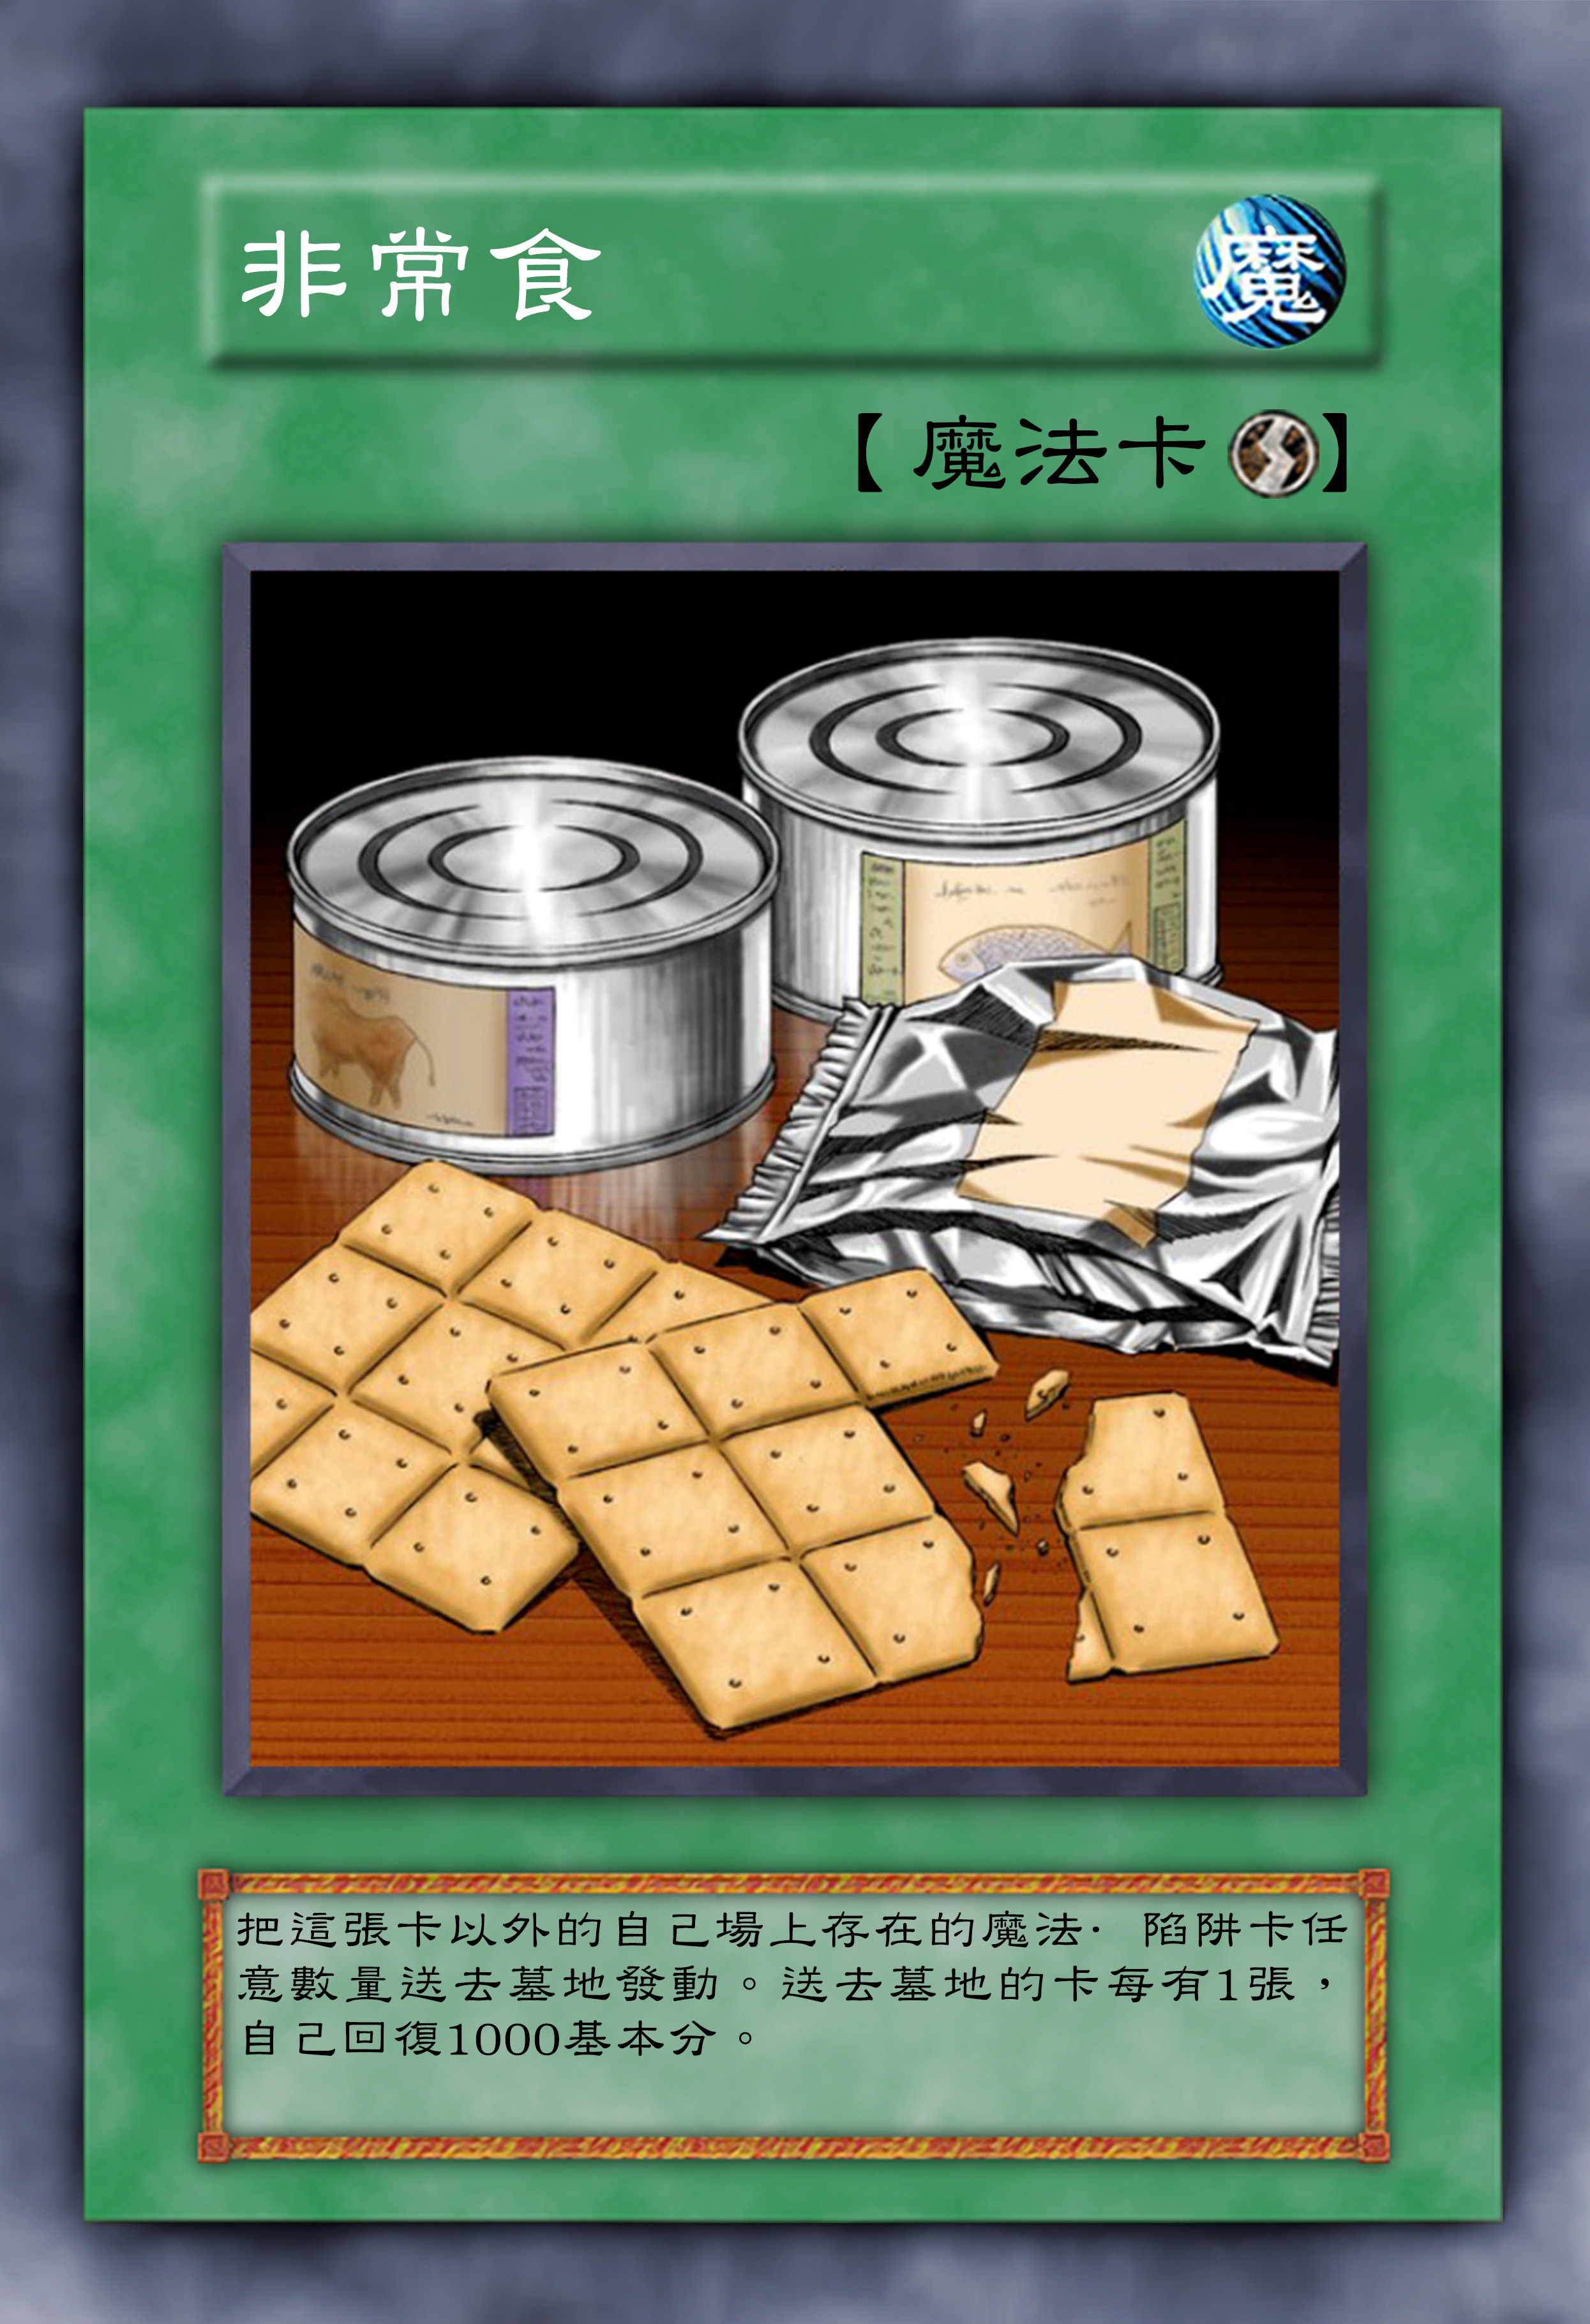 非常食
魔
【魔法卡】
把這張卡以外的自己場上存在的魔法·陷阱卡任
意數量送去墓地發動。送去墓地的卡每有1張，
自己回復1000基本分。